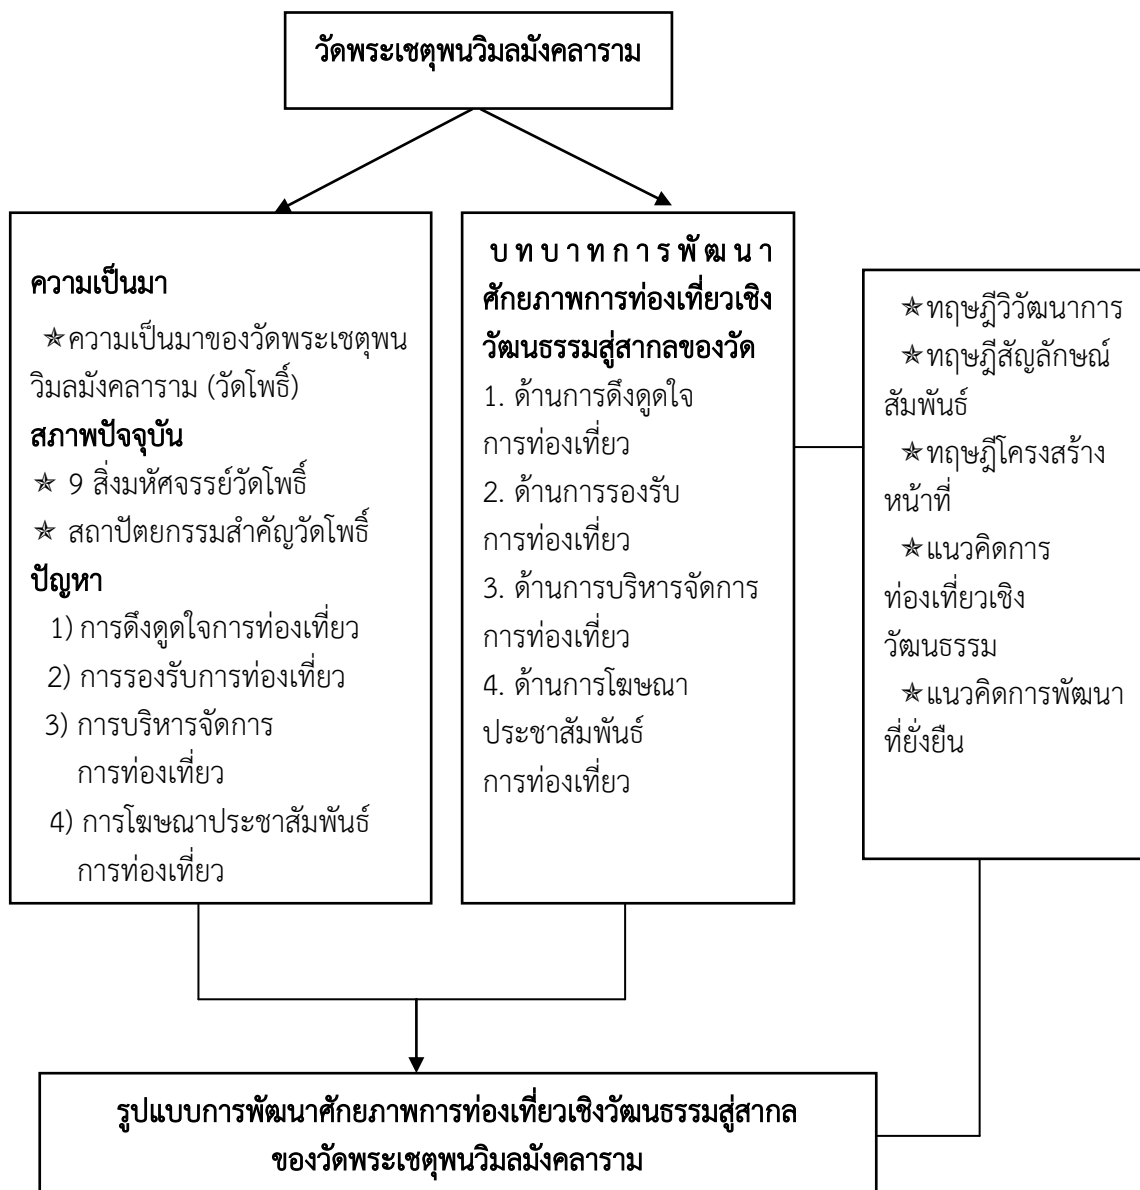 วัดพระเชตุพนวิมลมังคลาราม
ความเป็นมา
✯ความเป็นมาของวัดพระเชตุพน
วิมลมังคลาราม (วัดโพธิ์)
สภาพปัจจุบัน
✯ 9 สิ่งมหัศจรรย์วัดโพธิ์
✯ สถาปัตยกรรมสำคัญวัดโพธิ์
ปัญหา
1) การดึงดูดใจการท่องเที่ยว
2) การรองรับการท่องเที่ยว
3) การบริหารจัดการ
การท่องเที่ยว
4) การโฆษณาประชาสัมพันธ์
การท่องเที่ยว
บ ท บ า ท ก า ร พั ฒ น า
ศักยภาพการท่องเที่ยวเชิง
วัฒนธรรมสู่สากลของวัด
1. ด้านการดึงดูดใจ
การท่องเที่ยว
2. ด้านการรองรับ
การท่องเที่ยว
3. ด้านการบริหารจัดการ
การท่องเที่ยว
4. ด้านการโฆษณา
ประชาสัมพันธ์
การท่องเที่ยว
✯ทฤษฎีวิวัฒนาการ
✯ทฤษฎีสัญลักษณ์
สัมพันธ์
✯ทฤษฎีโครงสร้าง
หน้าที่
✯แนวคิดการ
ท่องเที่ยวเชิง
วัฒนธรรม
✯แนวคิดการพัฒนา
ที่ยั่งยืน
รูปแบบการพัฒนาศักยภาพการท่องเที่ยวเชิงวัฒนธรรมสู่สากล
ของวัดพระเชตุพนวิมลมังคลาราม